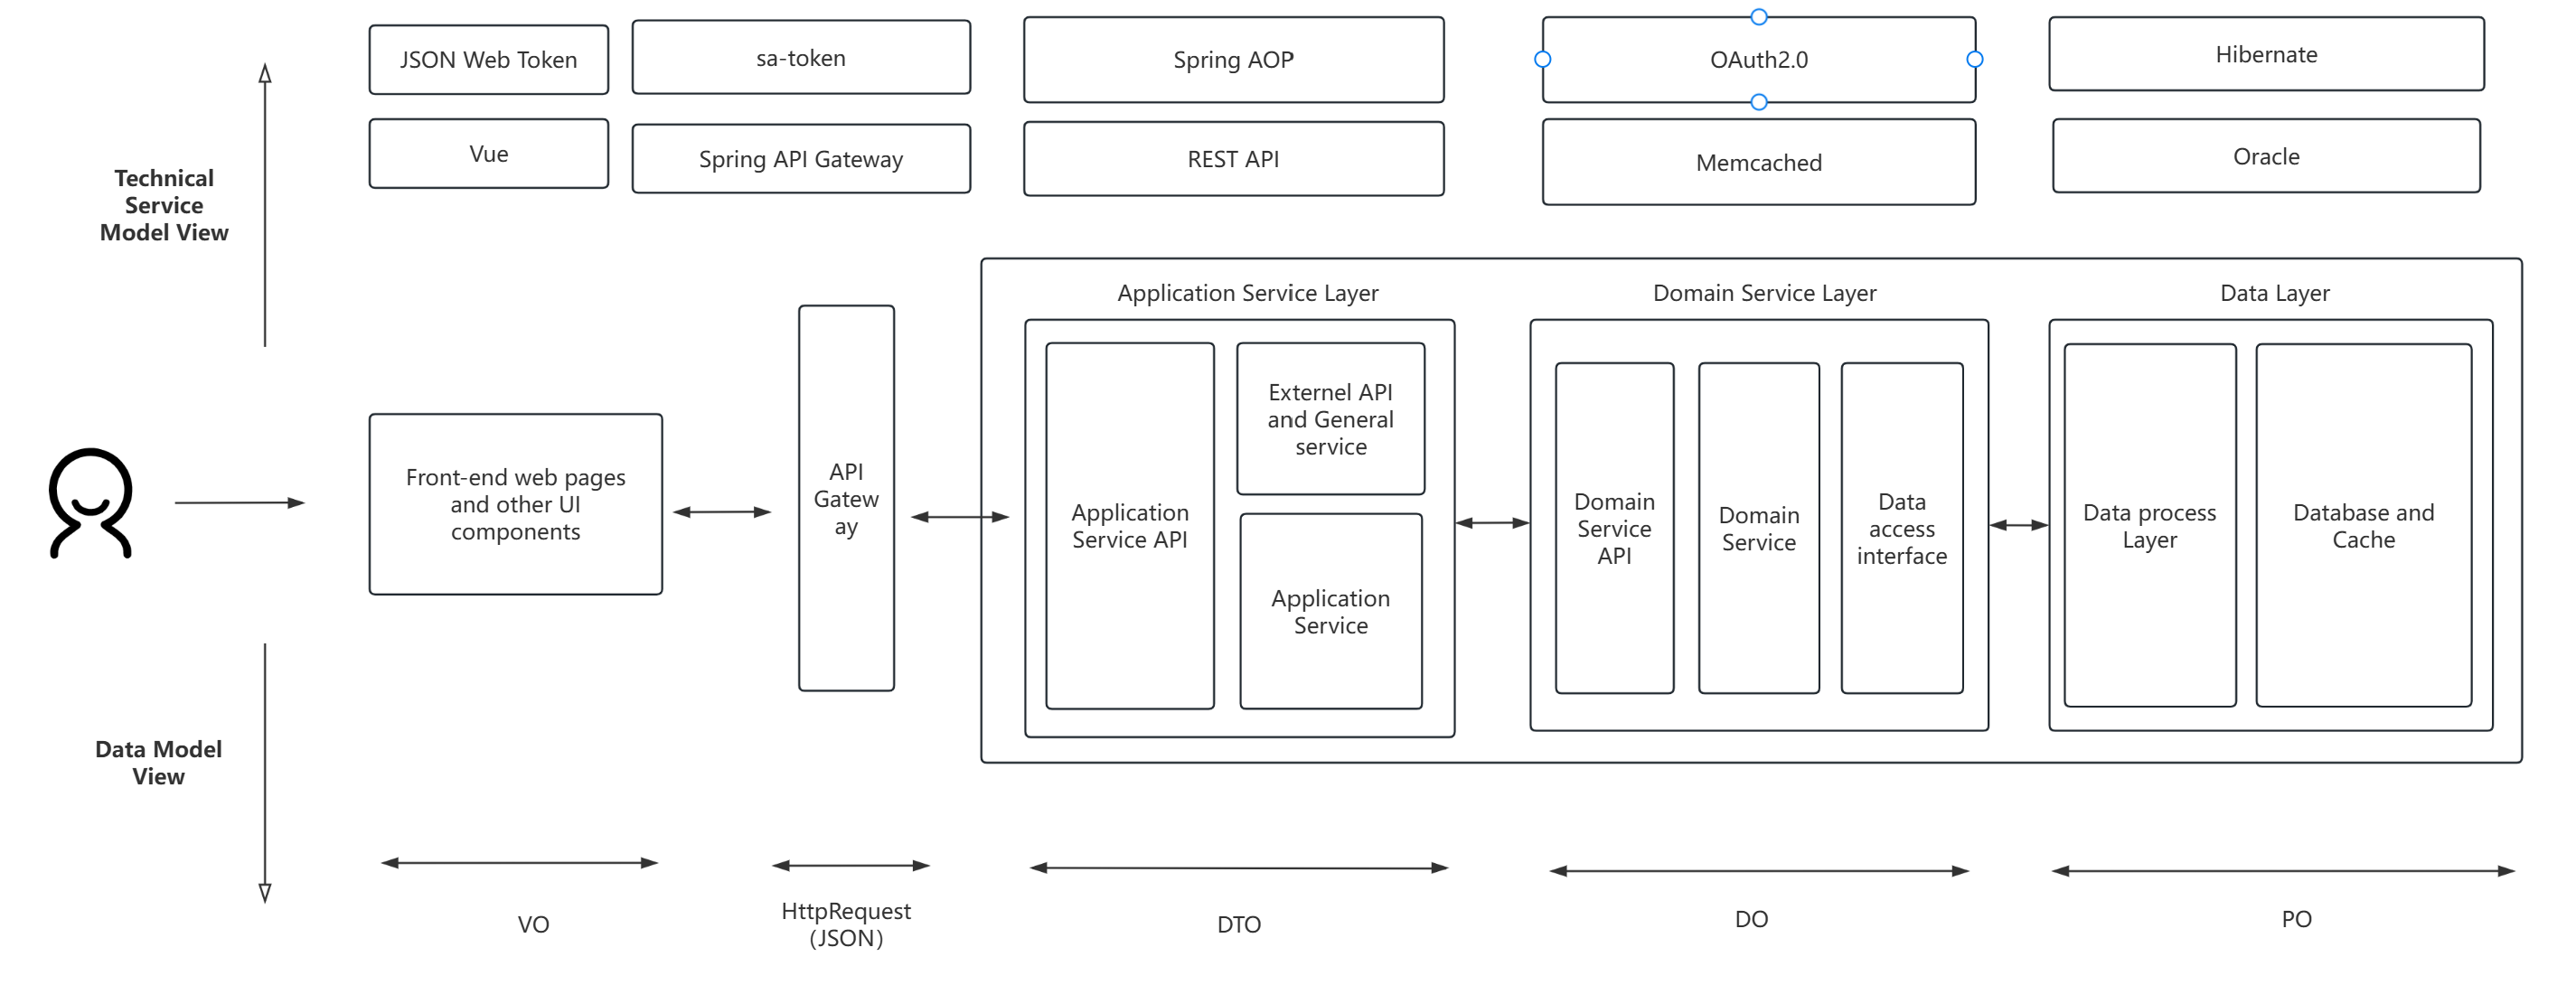 JSON Web Token
sa-token
Spring AOP
OAuth2.0
Hibernate
Vue
Spring API Gateway
REST API
Memcached
Oracle
Technical
Service
Model View
Application Service Layer
Domain Service Layer
Data Layer
Front-end web pages
and other UI
components
API
Gatew
ay
Application
Service API
Externel API
and General
service
Application
Service
Domain
Service
API
Domain
Service
Data
access
interface
Data process
Layer
Database and
Cache
Data Model
View
VO
HttpRequest
(JSON)
DTO
DO
PO